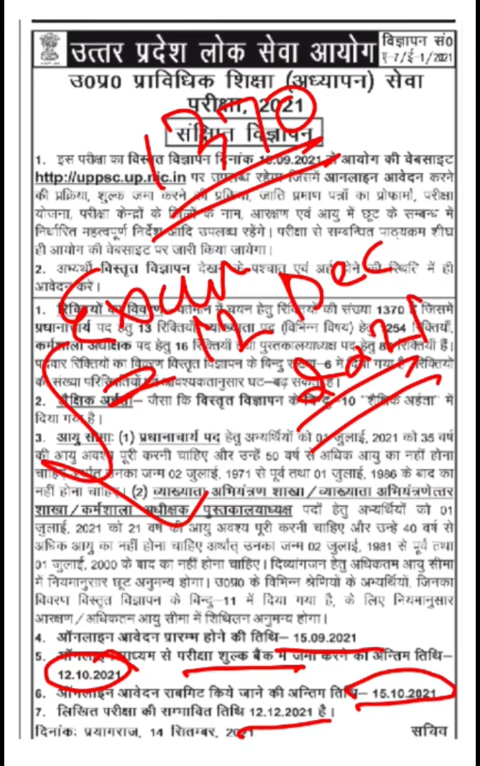 उत्तर प्रदेश लोक सेवा आयोग
विज्ञापन सं0
ए-7/ई-1/2021
उ0प्र0 प्राविधिक शिक्षा (अध्यापन) सेवा
परीक्षा, 2021
1370
संक्षिप्त विज्ञापन
1. इस परीक्षा का विस्तृत विज्ञापन दिनांक 15.09.2021 से आयोग की वेबसाइट
http://uppsc.up.nic.in पर उपलब्ध रहेगा जिसमें आनलाइन आवेदन करने
की प्रक्रिया, शुल्क जमा करने की प्रक्रिया, जाति प्रमाण पत्रों का प्रोफार्मा, परीक्षा
योजना, परीक्षा केन्द्रों के जिलों के नाम, आरक्षण एवं आयु में छूट के सम्बन्ध में
निर्धारित महत्वपूर्ण निर्देश आदि उपलब्ध रहेंगे। परीक्षा से सम्बन्धित पाठ्यक्रम शीघ्र
ही आयोग की वेबसाइट पर जारी किया जायेगा।
2. अभ्यर्थी विस्तृत विज्ञापन देखने के पश्चात् एवं अर्ह होने की स्थिति में ही
आवेदन करें।
Exam
12 Dec
2021
1. रिक्तियों का विवरण वर्तमान में चयन हेतु रिक्तियों की संख्या 1370 है जिसमें
प्रधानाचार्य पद हेतु 13 रिक्तियाँ, व्याख्याता पद (विभिन्न विषय) हेतु 1254 रिक्तियाँ,
कर्मशाला अधीक्षक पद हेतु 16 रिक्तियाँ तथा पुस्तकालयाध्यक्ष पद हेतु 87 रिक्तियाँ हैं।
पदवार रिक्तियों का विवरण विस्तृत विज्ञापन के बिन्दु संख्या-6 में दिया गया है। रिक्तियों
की संख्या परिस्थितियों आवश्यकतानुसार घट-बढ़ सकती है।
2. शैक्षिक अर्हता – जैसा कि विस्तृत विज्ञापन के बिन्दु-10 "शैक्षिक अर्हता" में
दिया गया है।
3. आयु सीमा: (1) प्रधानाचार्य पद हेतु अभ्यर्थियों को 01 जुलाई, 2021 को 35 वर्ष
की आयु अवश्य पूरी करनी चाहिए और उन्हें 50 वर्ष से अधिक आयु का नहीं होना
चाहिए अर्थात् उनका जन्म 02 जुलाई, 1971 से पूर्व तथा 01 जुलाई, 1986 के बाद का
नहीं होना चाहिए। (2) व्याख्याता अभियंत्रण शाखा/व्याख्याता अभियंत्रणेत्तर
शाखा/कर्मशाला अधीक्षक/पुस्तकालयाध्यक्ष पदों हेतु अभ्यर्थियों को 01
जुलाई, 2021 को 21 वर्ष की आयु अवश्य पूरी करनी चाहिए और उन्हे 40 वर्ष से
अधिक आयु का नहीं होना चाहिए अर्थात् उनका जन्म 02 जुलाई, 1981 से पूर्व तथा
01 जुलाई, 2000 के बाद का नहीं होना चाहिए। दिव्यांगजन हेतु अधिकतम आयु सीमा
में नियमानुसार छूट अनुमन्य होगा। उ0प्र0 के विभिन्न श्रेणियों के अभ्यर्थियों, जिनका
विवरण विस्तृत विज्ञापन के बिन्दु-11 में दिया गया है, के लिए नियमानुसार
आरक्षण/अधिकतम आयु सीमा में शिथिलन अनुमन्य होगा।
4. ऑनलाइन आवेदन प्रारम्भ होने की तिथि– 15.09.2021
5. ऑनलाइन माध्यम से परीक्षा शुल्क बैंक में जमा करने की अन्तिम तिथि–
12.10.2021
6. ऑनलाइन आवेदन सबमिट किये जाने की अन्तिम तिथि– 15.10.2021
7. लिखित परीक्षा की सम्भावित तिथि 12.12.2021 है।
दिनांक: प्रयागराज, 14 सितम्बर, 2021
सचिव